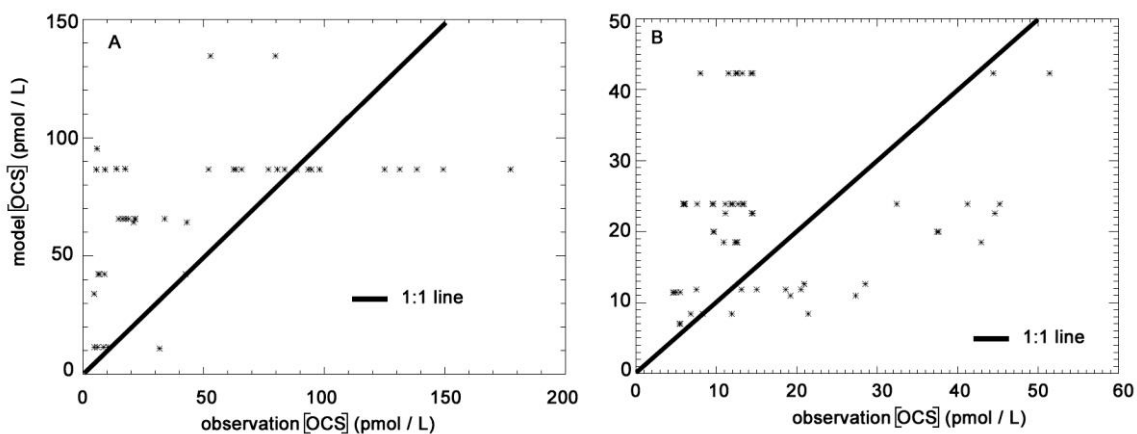 A
model [OCS] (pmol / L)
150
100
50
0
1:1 line
0 50 100 150 200
observation [OCS] (pmol / L)
B
50
40
30
20
10
0
1:1 line
0 10 20 30 40 50 60
observation [OCS] (pmol / L)